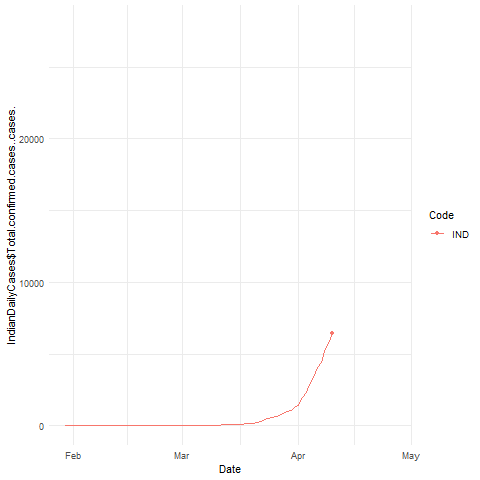 IndianDailyCases$Total.confirmed.cases..cases.
20000
10000
0
Feb
Mar
Apr
May
Date
Code
IND